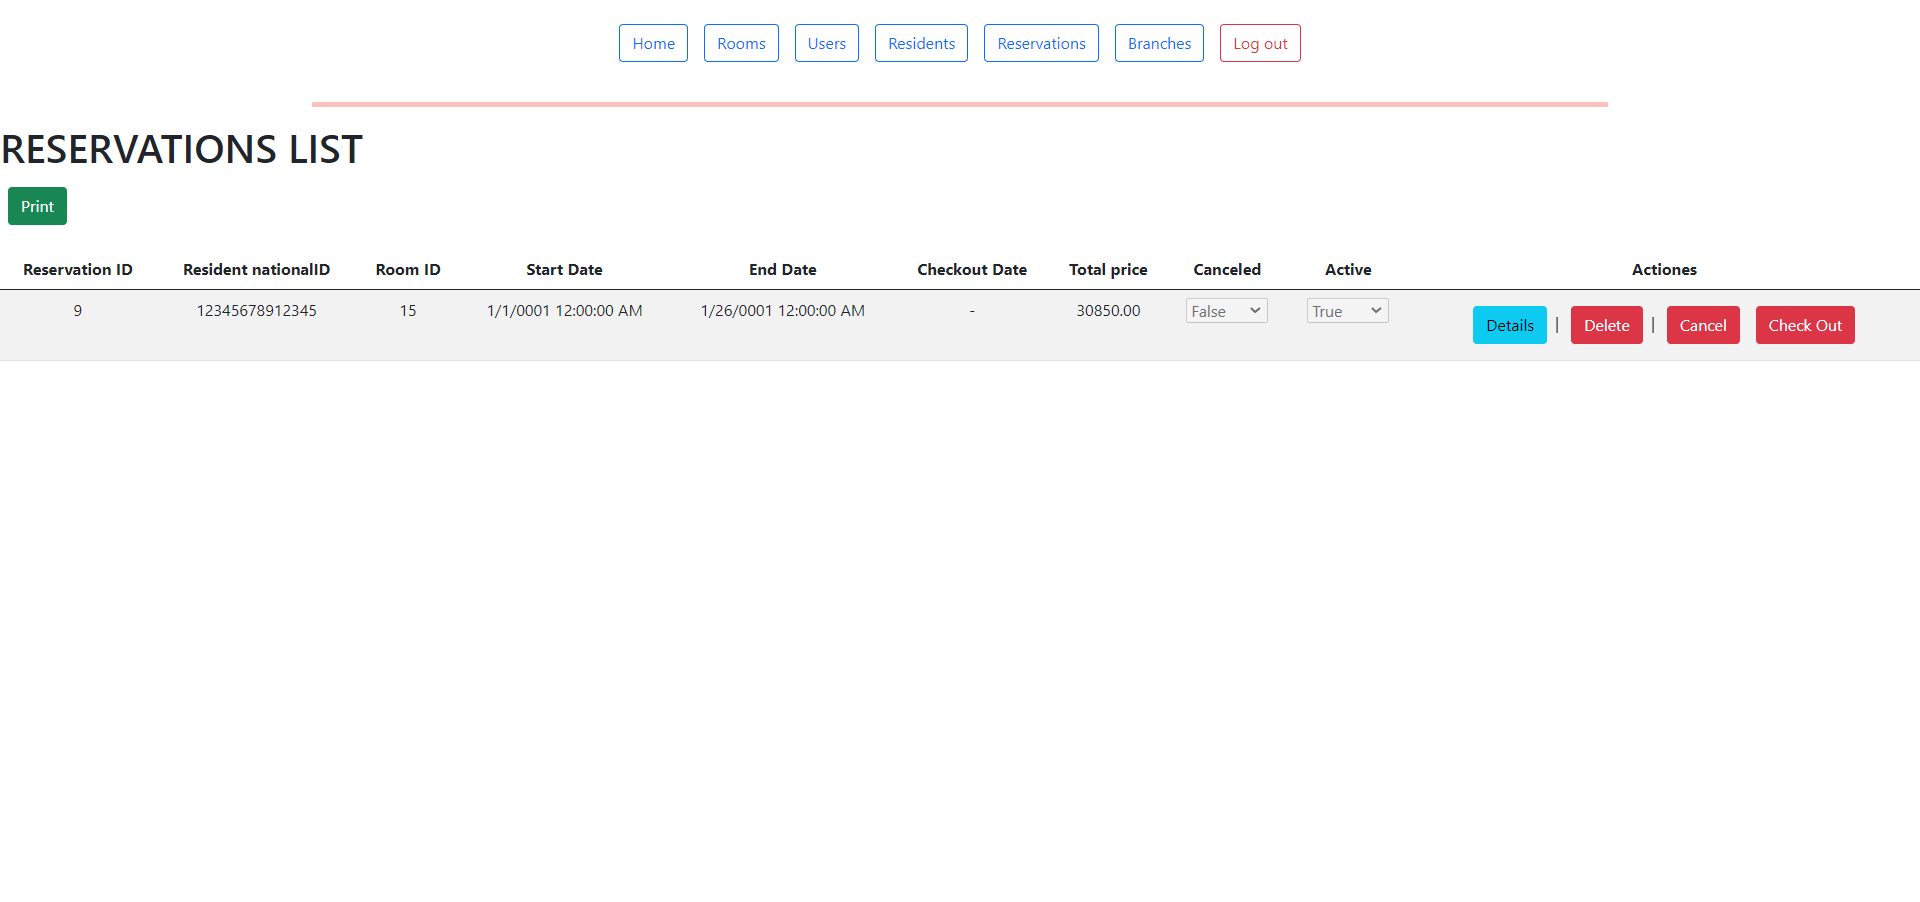 Home Rooms Users Residents Reservations Branches Log out
RESERVATIONS LIST
Print
Reservation ID Resident nationalID Room ID Start Date End Date Checkout Date Total price Canceled Active Actiones
9 12345678912345 15 1/1/0001 12:00:00 AM 1/26/0001 12:00:00 AM - 30850.00 False True Details | Delete | Cancel Check Out